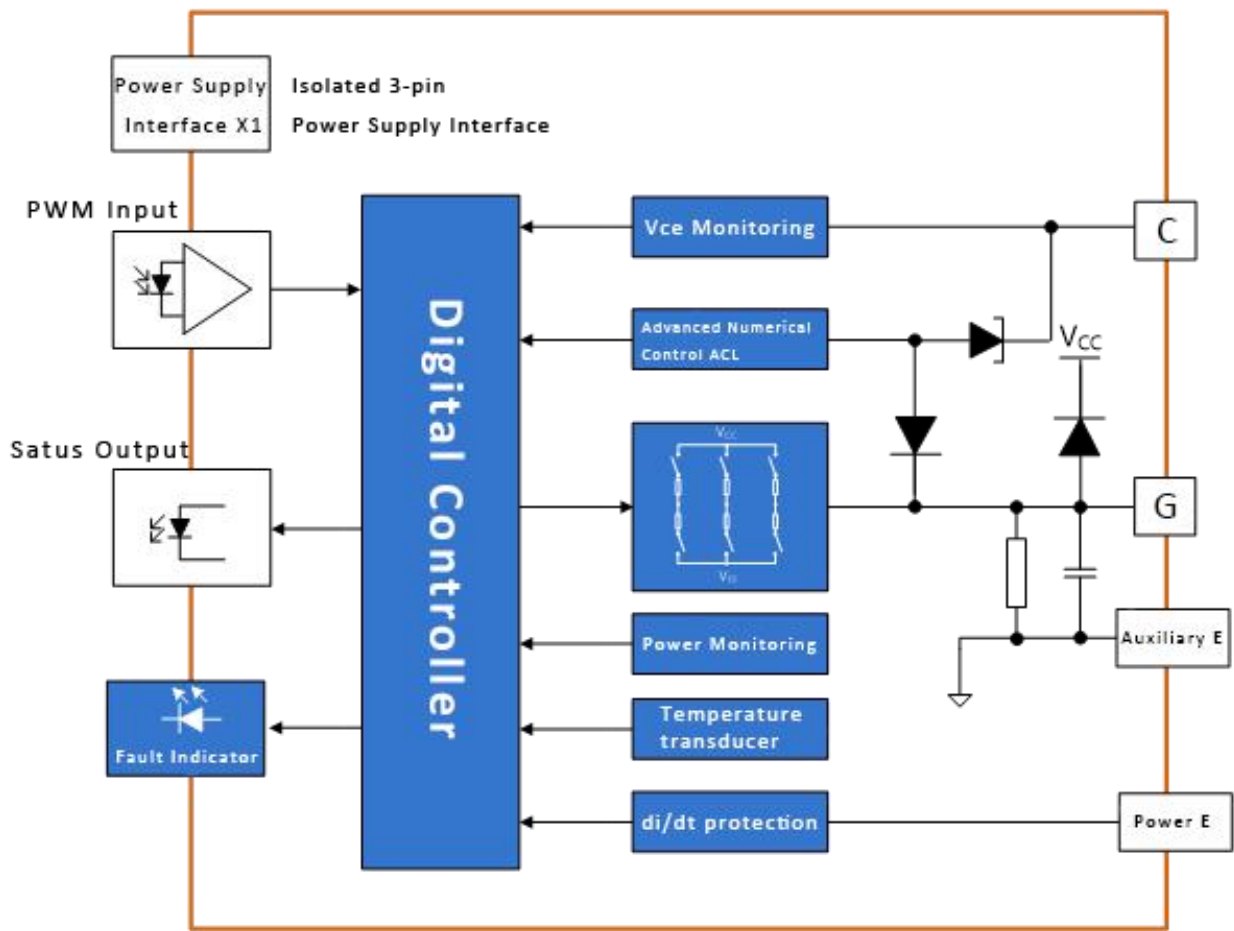 Power Supply
Interface X1
Isolated 3-pin
Power Supply Interface
PWM Input
Satus Output
Fault Indicator
Digital Controller
Vce Monitoring
Advanced Numerical
Control ACL
VCC
Power Monitoring
Temperature
transducer
di/dt protection
VCC
C
G
Auxiliary E
Power E